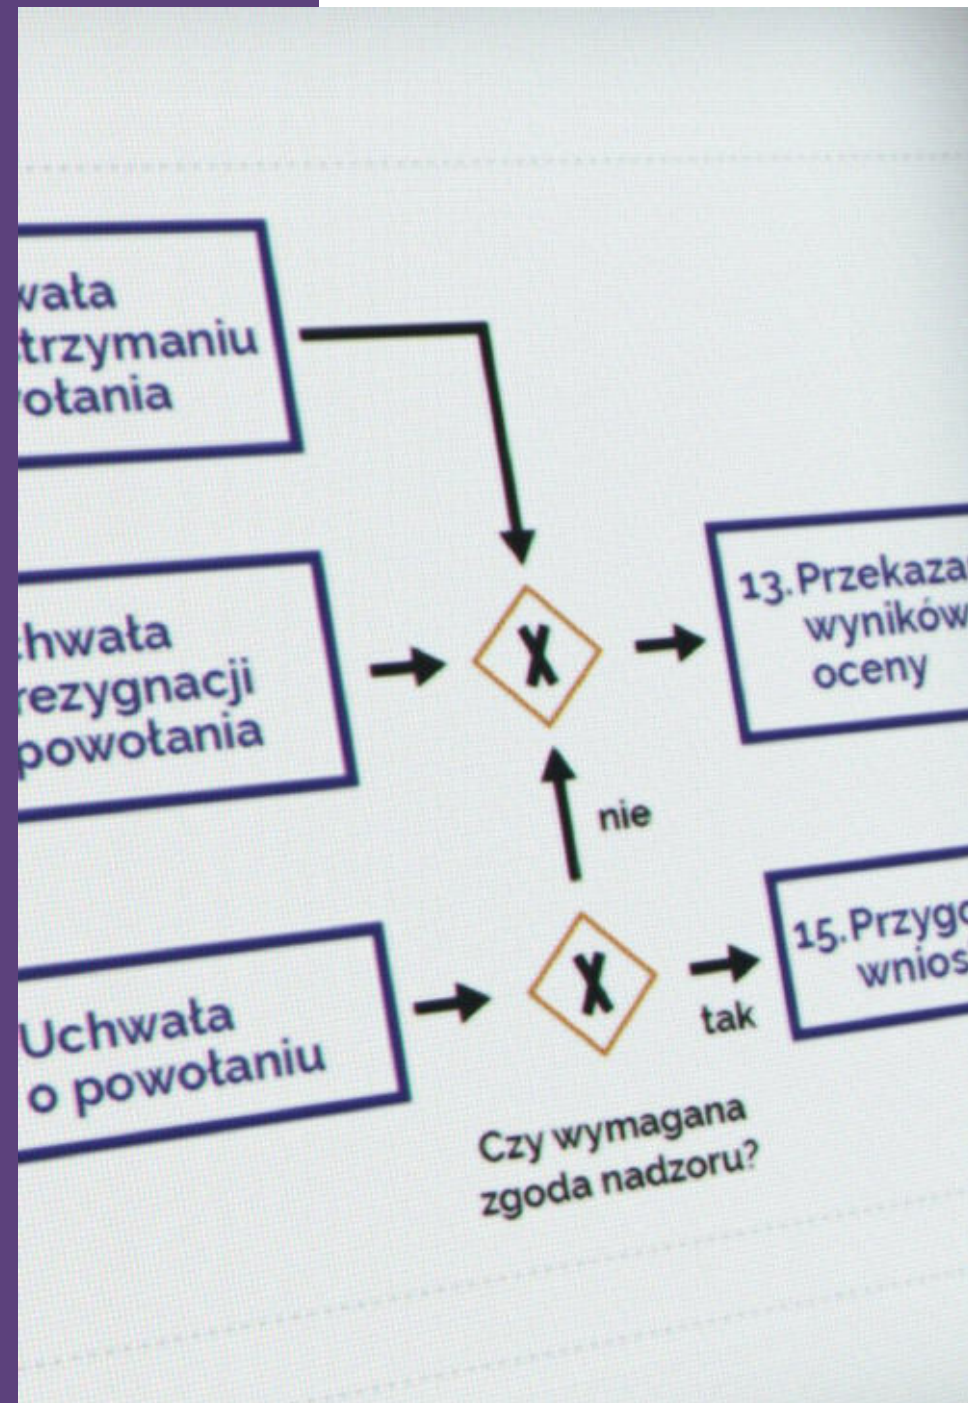 wała
trzymaniu
ołania
chwała
rezygnacji
powołania
Uchwała
o powołaniu
13. Przekaza
wyników
oceny
nie
15. Przygo
wnios
tak
Czy wymagana
zgoda nadzoru?